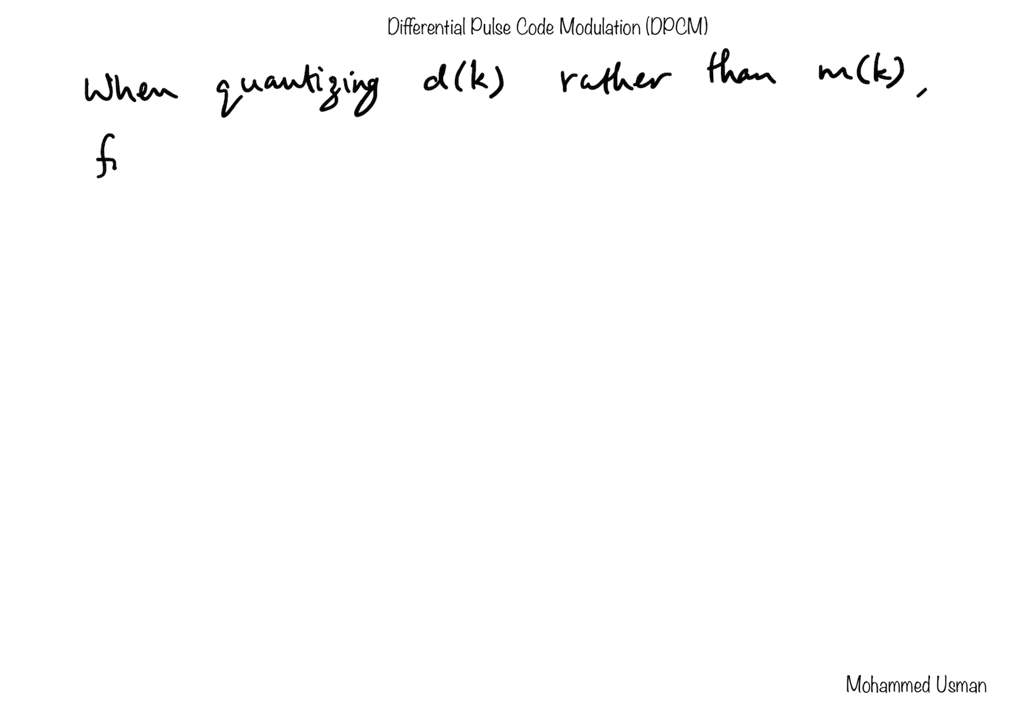 Differential Pulse Code Modulation (DPCM)
When quantizing d(k) rather than m(k),
Mohammed Usman